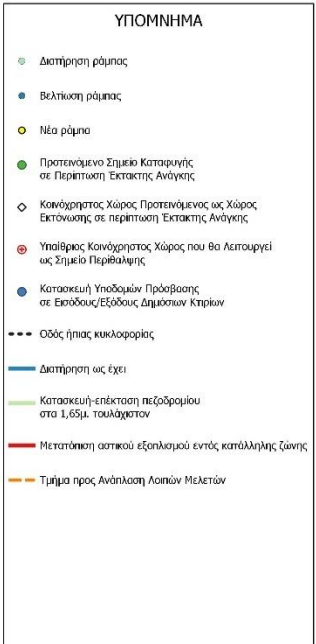 ΥΠΟΜΝΗΜΑ
Διατήρηση ράμπας
Βελτίωση ράμπας
Νέα ράμπα
Προτεινόμενο Σημείο Καταφυγής
σε Περίπτωση Έκτακτης Ανάγκης
Κοινόχρηστος Χώρος Προτεινόμενος ως Χώρος
Εκτόνωσης σε περίπτωση Έκτακτης Ανάγκης
Υπαίθριος Κοινόχρηστος Χώρος που θα Λειτουργεί
ως Σημείο Περίθαλψης
Κατασκευή Υποδομών Πρόσβασης
σε Εισόδους/Εξόδους Δημόσιων Κτιρίων
Οδός ήπιας κυκλοφορίας
Διατήρηση ως έχει
Κατασκευή-επέκταση πεζοδρομίου
στα 1,65μ. τουλάχιστον
Μετατόπιση αστικού εξοπλισμού εντός κατάλληλης ζώνης
Τμήμα προς Ανάπλαση Λοιπών Μελετών